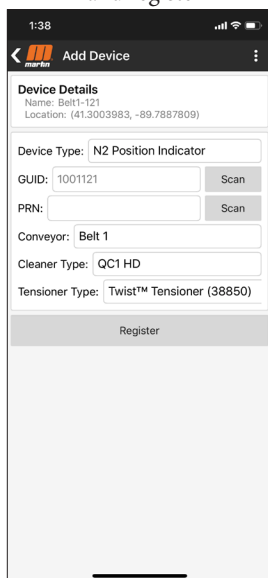 1:38
martin
Add Device
Device Details
Name: Belt1-121
Location: (41.3003983, -89.7887809)
Device Type: N2 Position Indicator
GUID: 1001121 Scan
PRN: Scan
Conveyor: Belt 1
Cleaner Type: QC1 HD
Tensioner Type: Twist™ Tensioner (38850)
Register